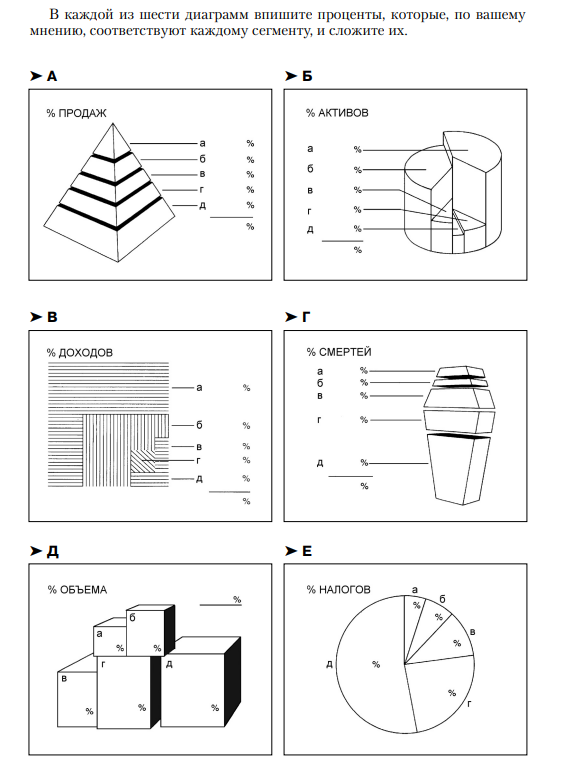 В каждой из шести диаграмм впишите проценты, которые, по вашему
мнению, соответствуют каждому сегменту, и сложите их.
➤ А
% ПРОДАЖ
а %
б %
в %
г %
д %
%
➤ Б
% АКТИВОВ
а %
б %
в %
г %
д %
%
➤ В
% ДОХОДОВ
а %
б %
в %
г %
д %
%
➤ Г
% СМЕРТЕЙ
а %
б %
в %
г %
д %
%
➤ Д
% ОБЪЕМА
%
б
а
% %
в г д
% % %
➤ Е
% НАЛОГОВ
а
% б
%
в
%
д %
% г